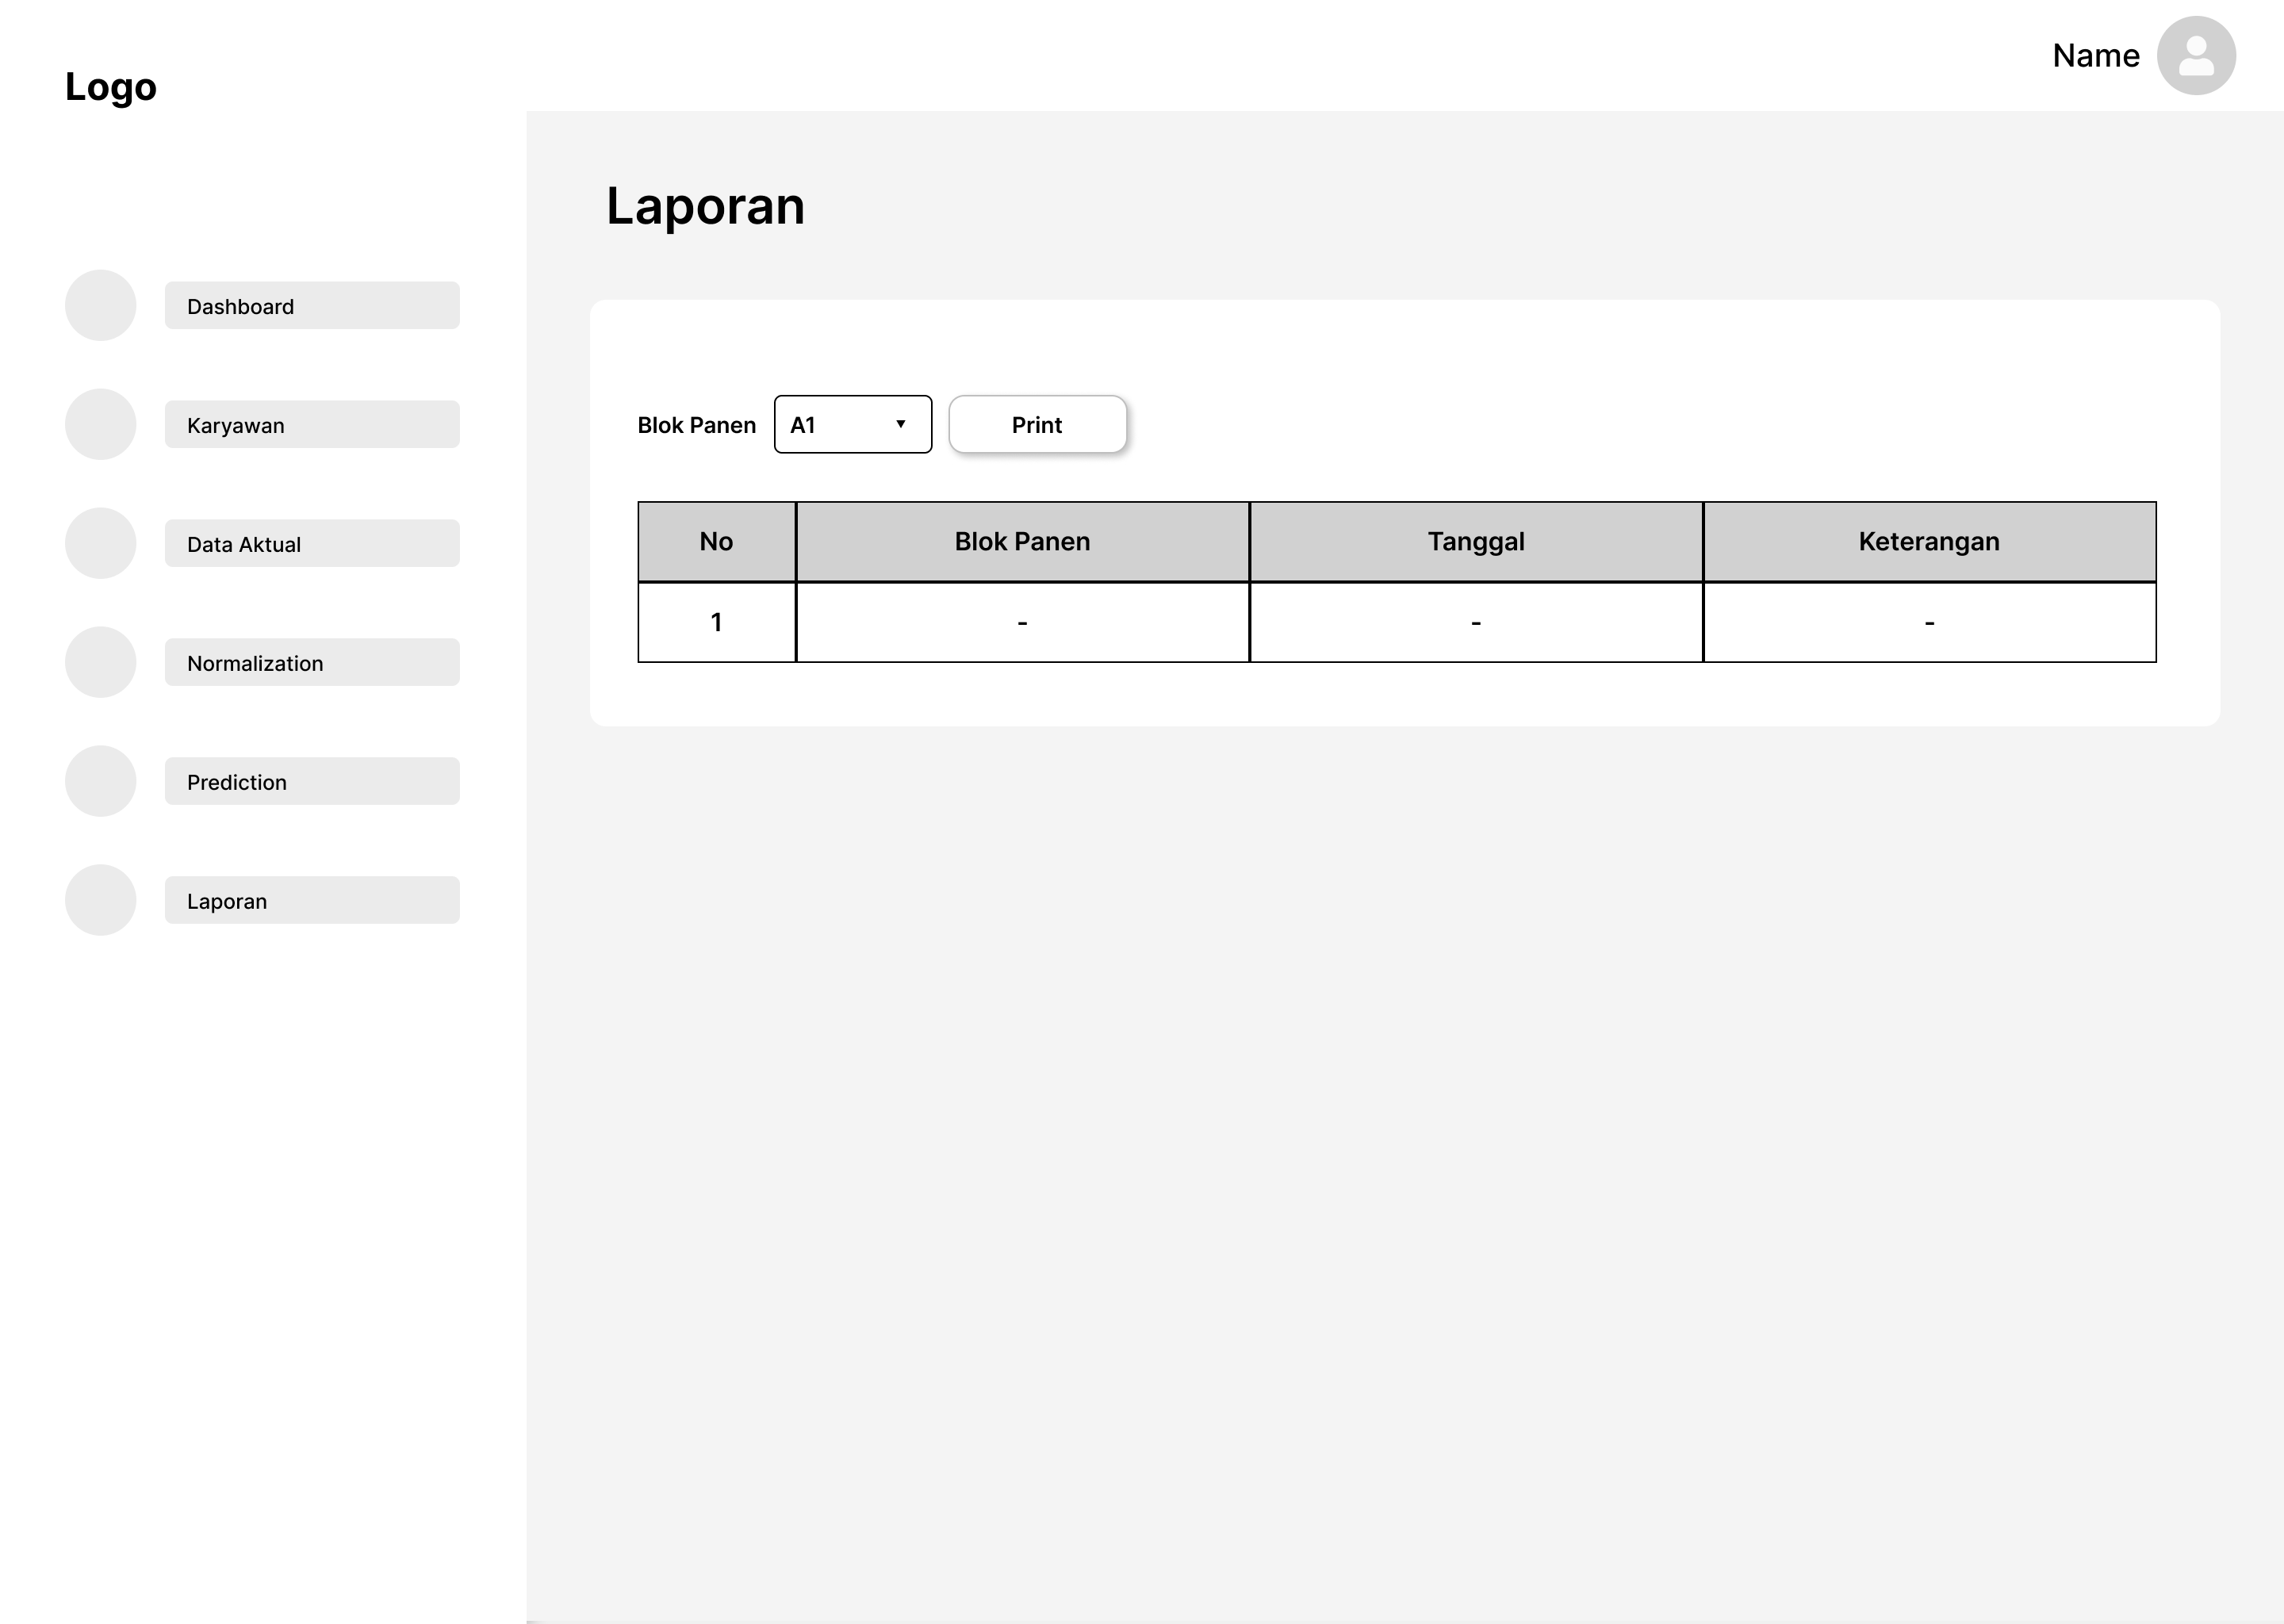 Logo
Name
Dashboard
Karyawan
Data Aktual
Normalization
Prediction
Laporan
Laporan
Blok Panen A1 Print
No Blok Panen Tanggal Keterangan
1 - - -